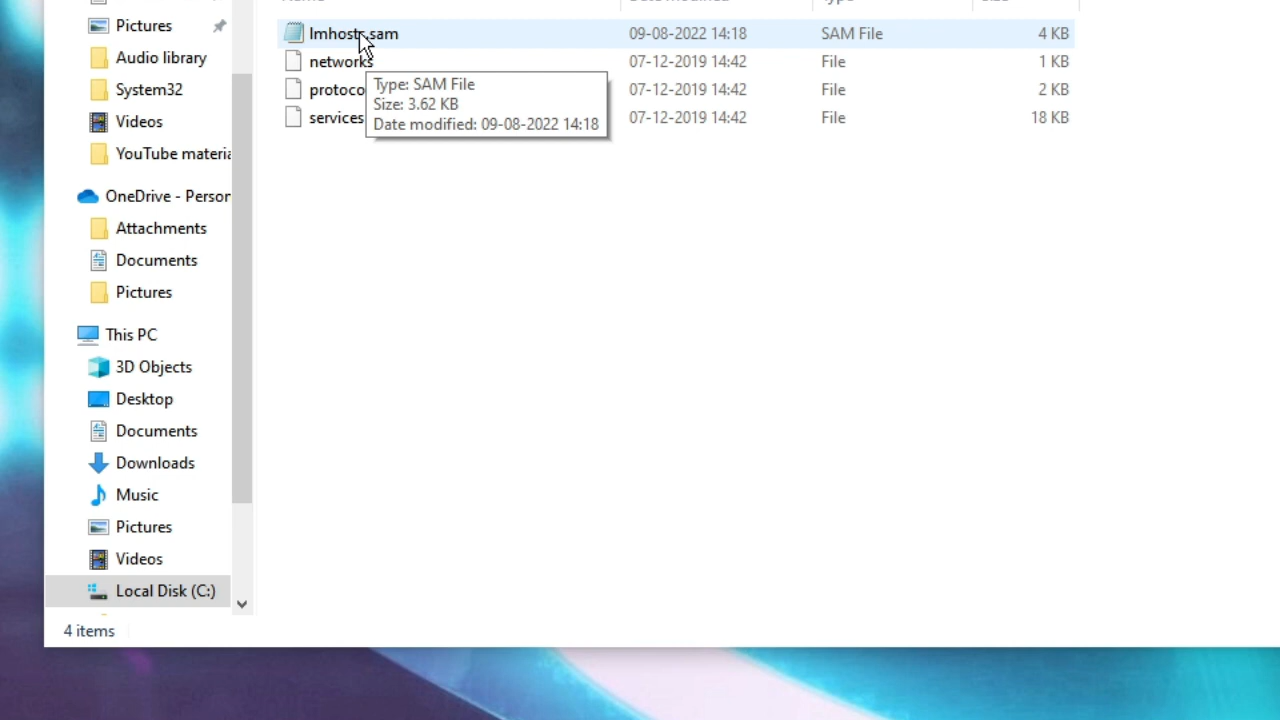 Pictures
Audio library
System32
Videos
YouTube materia
OneDrive - Person
Attachments
Documents
Pictures
This PC
3D Objects
Desktop
Documents
Downloads
Music
Pictures
Videos
Local Disk (C:)
4 items
lmhosts.sam 09-08-2022 14:18 SAM File 4 KB
networks 07-12-2019 14:42 File 1 KB
protoco 07-12-2019 14:42 File 2 KB
services 07-12-2019 14:42 File 18 KB
Type: SAM File
Size: 3.62 KB
Date modified: 09-08-2022 14:18